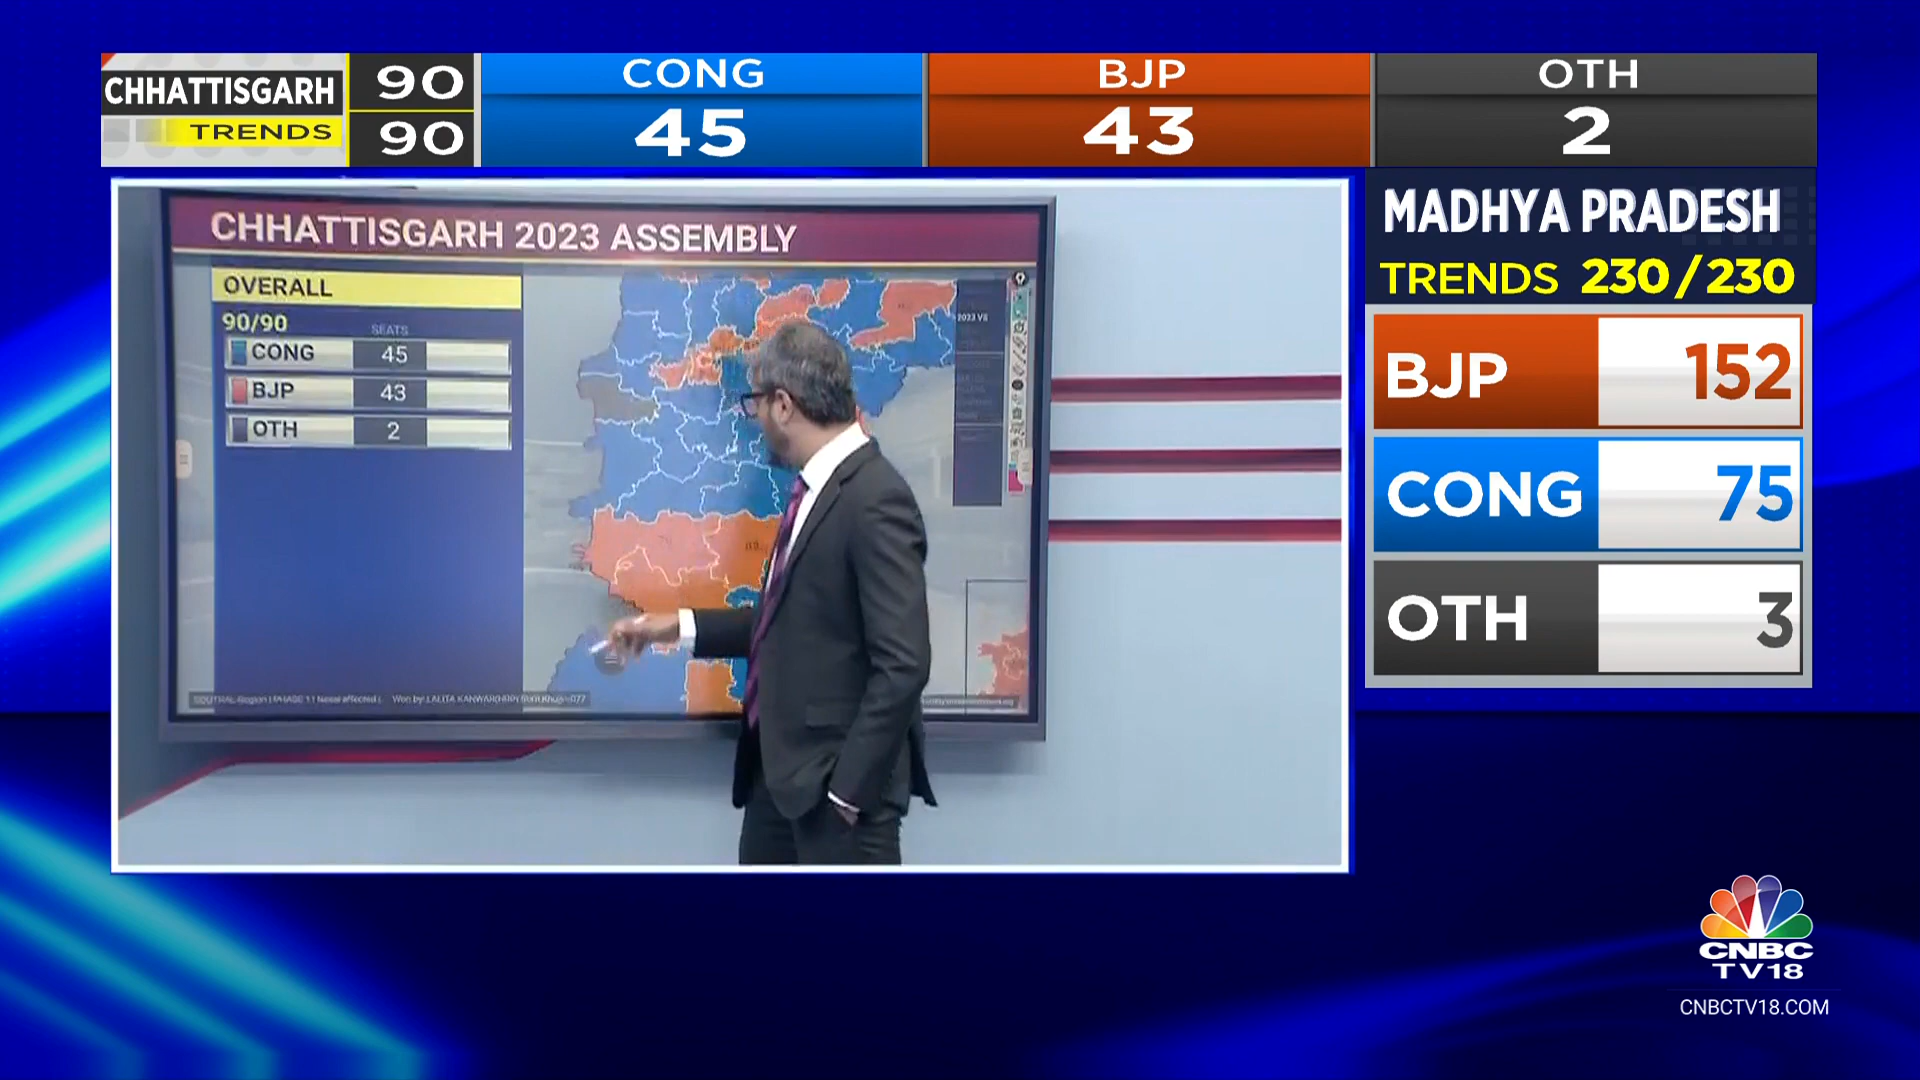 CHHATTISGARH
TRENDS
90
90
CONG
45
BJP
43
OTH
2
CHHATTISGARH 2023 ASSEMBLY
OVERALL
90/90
SEATS
CONG 45
BJP 43
OTH 2
MADHYA PRADESH
TRENDS 230/230
BJP 152
CONG 75
OTH 3
CNBC
TV18
CNBCTV18.COM